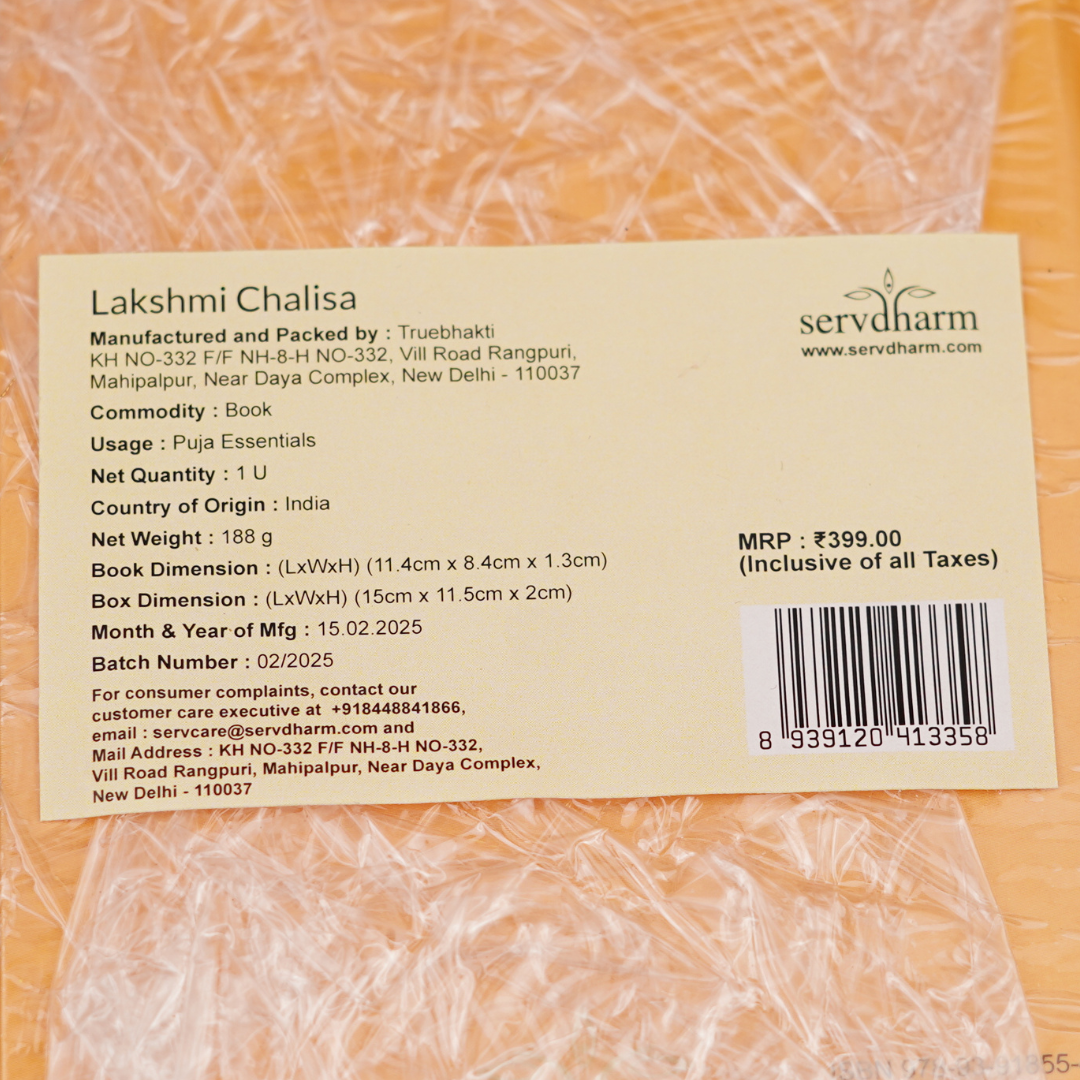 Lakshmi Chalisa
Manufactured and Packed by : Truebhakti
KH NO-332 F/F NH-8-H NO-332, Vill Road Rangpuri,
Mahipalpur, Near Daya Complex, New Delhi - 110037
Commodity : Book
Usage : Puja Essentials
Net Quantity : 1 U
Country of Origin : India
Net Weight : 188 g
Book Dimension : (LxWxH) (11.4cm x 8.4cm x 1.3cm)
Box Dimension : (LxWxH) (15cm x 11.5cm x 2cm)
Month & Year of Mfg : 15.02.2025
Batch Number : 02/2025
For consumer complaints, contact our
customer care executive at +918448841866,
email : servcare@servdharm.com and
Mail Address : KH NO-332 F/F NH-8-H NO-332,
Vill Road Rangpuri, Mahipalpur, Near Daya Complex,
New Delhi - 110037
servdharm
www.servdharm.com
MRP : ₹399.00
(Inclusive of all Taxes)
8 939120 413358
ISBN